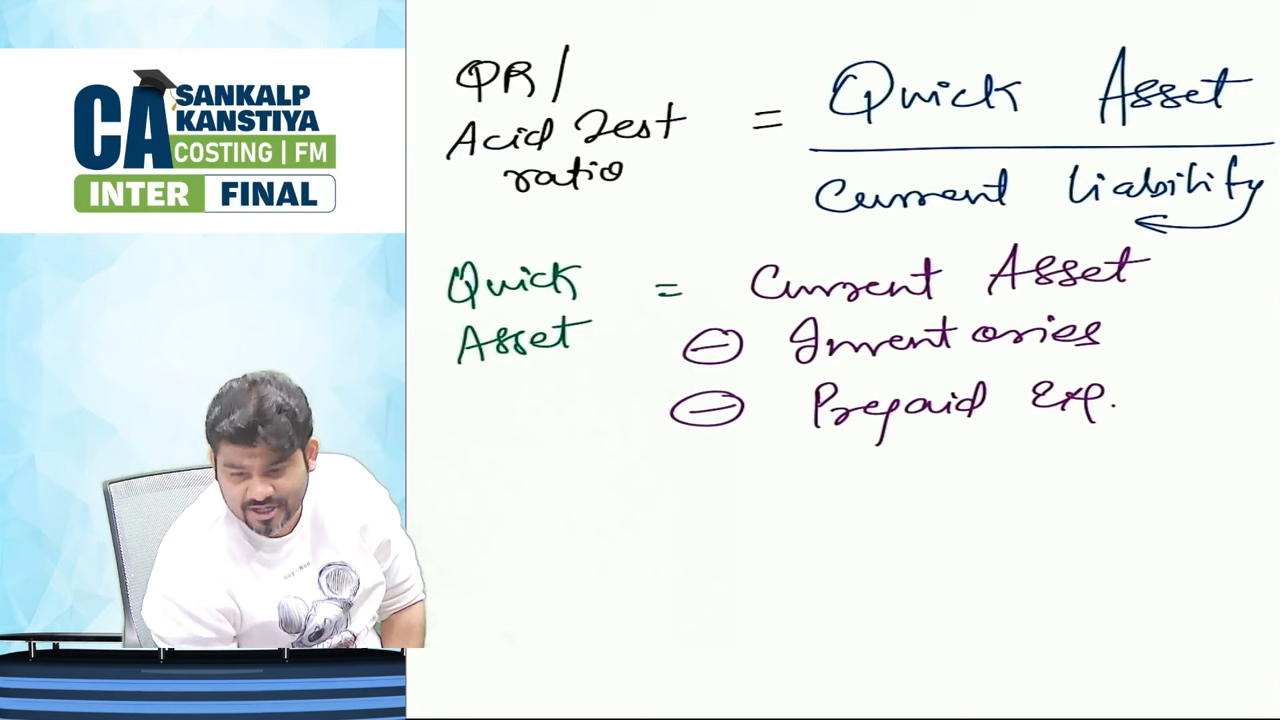 CA SANKALP KANSTIYA
COSTING | FM
INTER FINAL
QR/
Acid Test ratio
= Quick Asset
Current liability
Quick Asset
= Current Asset
⊖ Inventories
⊖ Prepaid Exp.